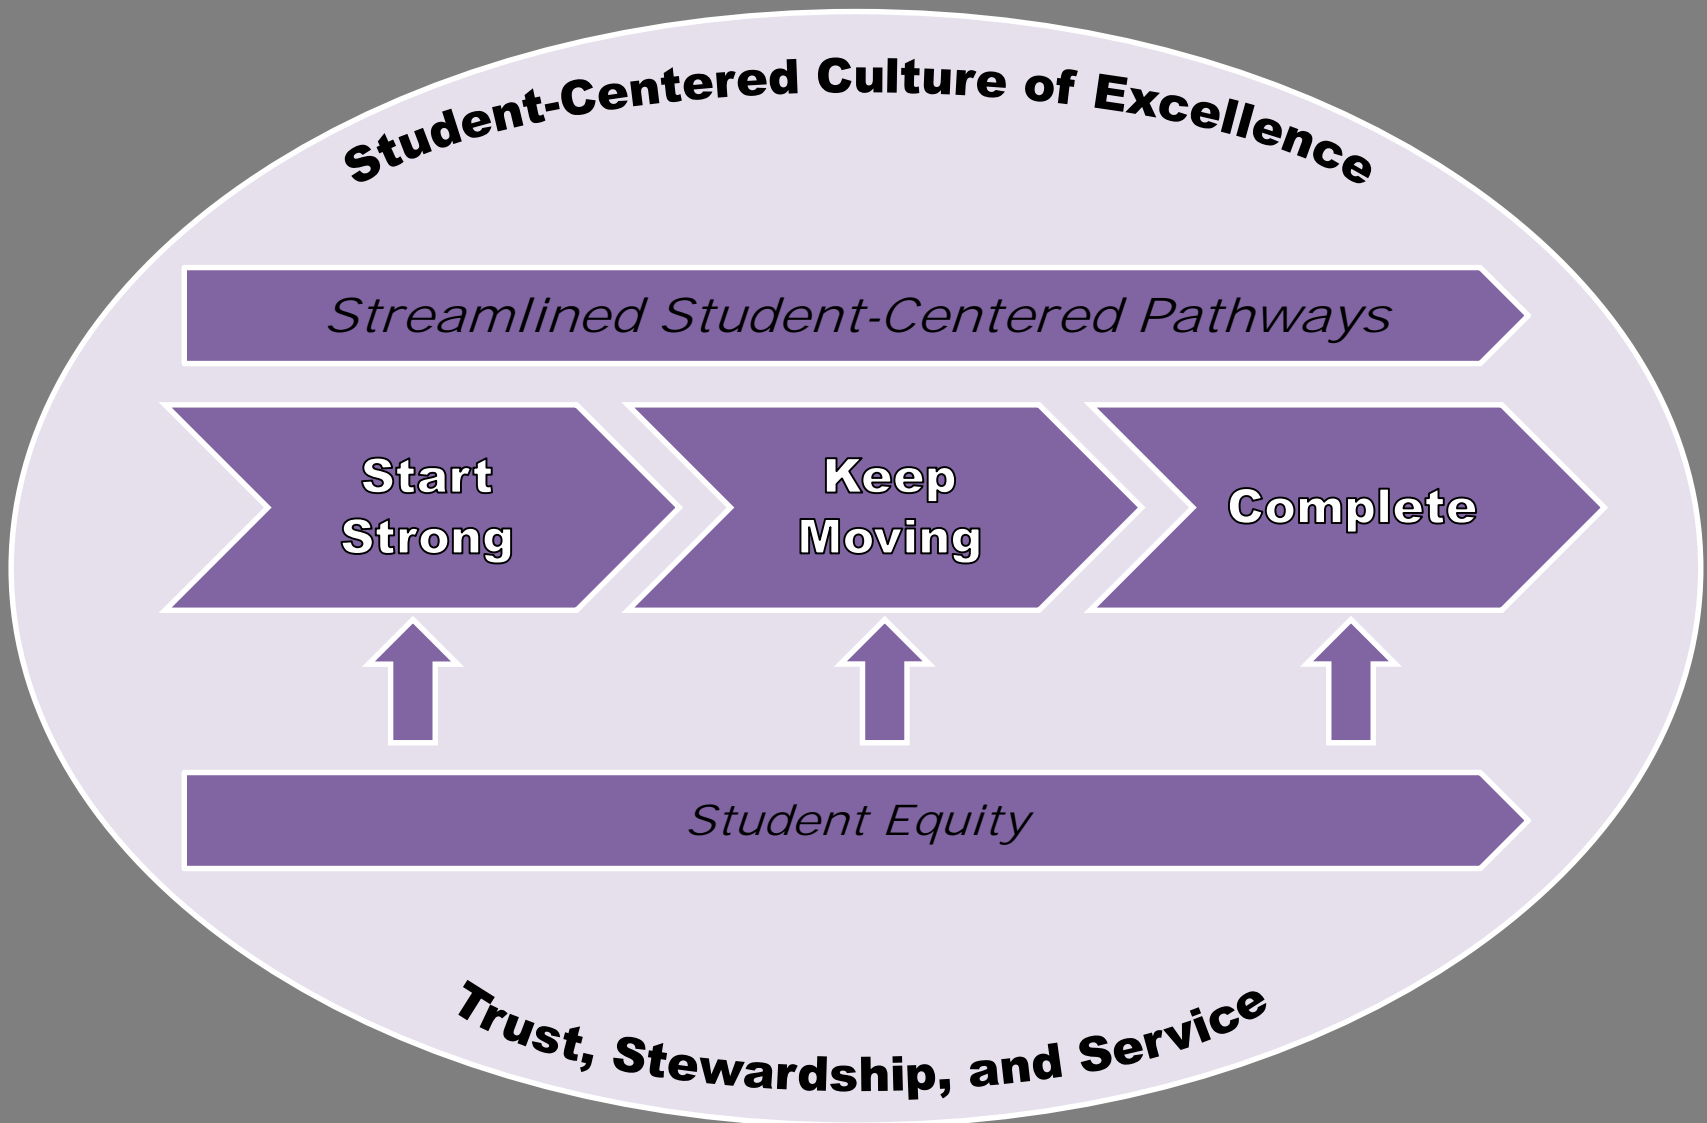 Student-Centered Culture of Excellence
Streamlined Student-Centered Pathways
Start
Strong
Keep
Moving
Complete
Student Equity
Trust, Stewardship, and Service